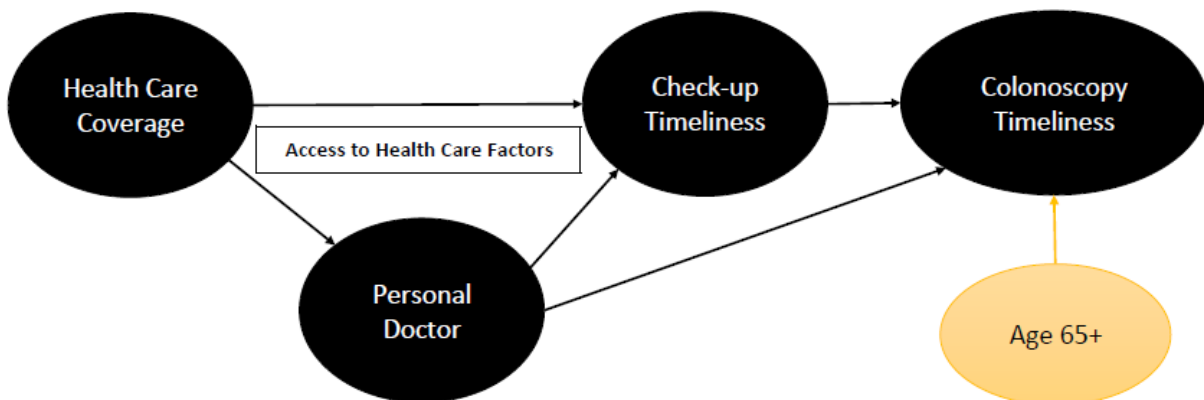 Health Care
Coverage
Check-up
Timeliness
Colonoscopy
Timeliness
Access to Health Care Factors
Personal
Doctor
Age 65+